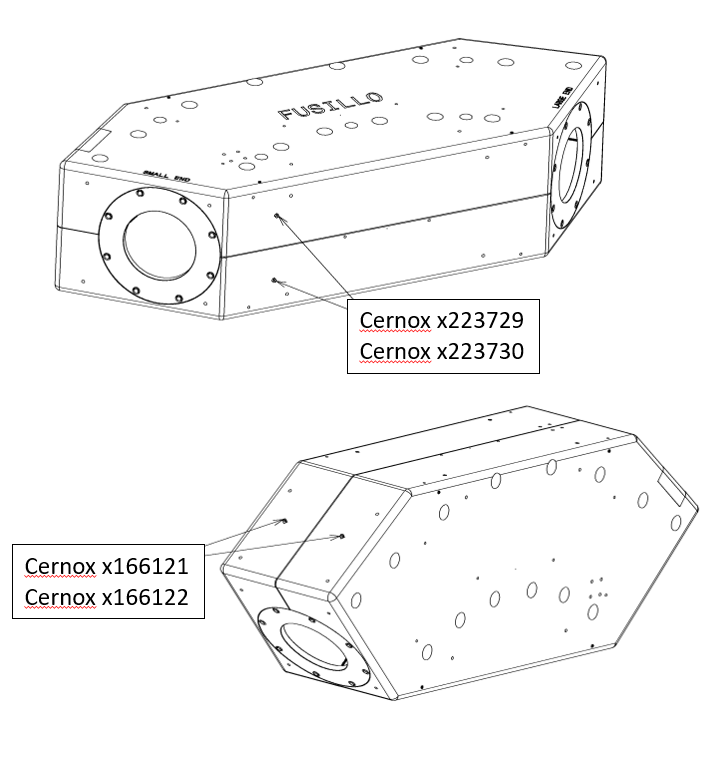 FUSILLO
LARGE END
SMALL END
Cernox x223729
Cernox x223730
Cernox x166121
Cernox x166122